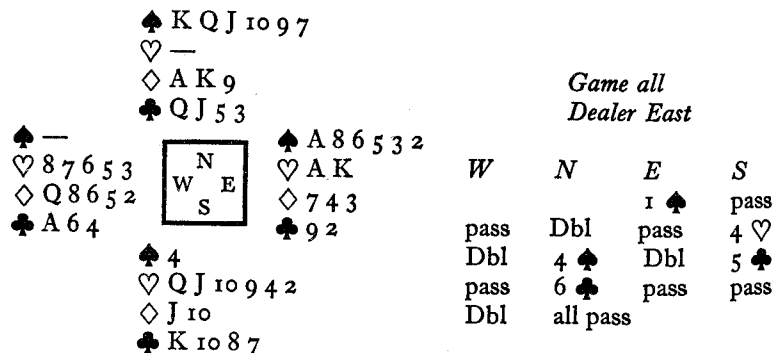 ♠ K Q J 10 9 7
♡ —
♢ A K 9
♣ Q J 5 3
Game all
Dealer East
♠ —
♡ 8 7 6 5 3
♢ Q 8 6 5 2
♣ A 6 4
N
W E
S
♠ A 8 6 5 3 2
♡ A K
♢ 7 4 3
♣ 9 2
♠ 4
♡ Q J 10 9 4 2
♢ J 10
♣ K 10 8 7
W N E S
1 ♠ pass
pass Dbl pass 4 ♡
Dbl 4 ♠ Dbl 5 ♣
pass 6 ♣ pass pass
Dbl all pass